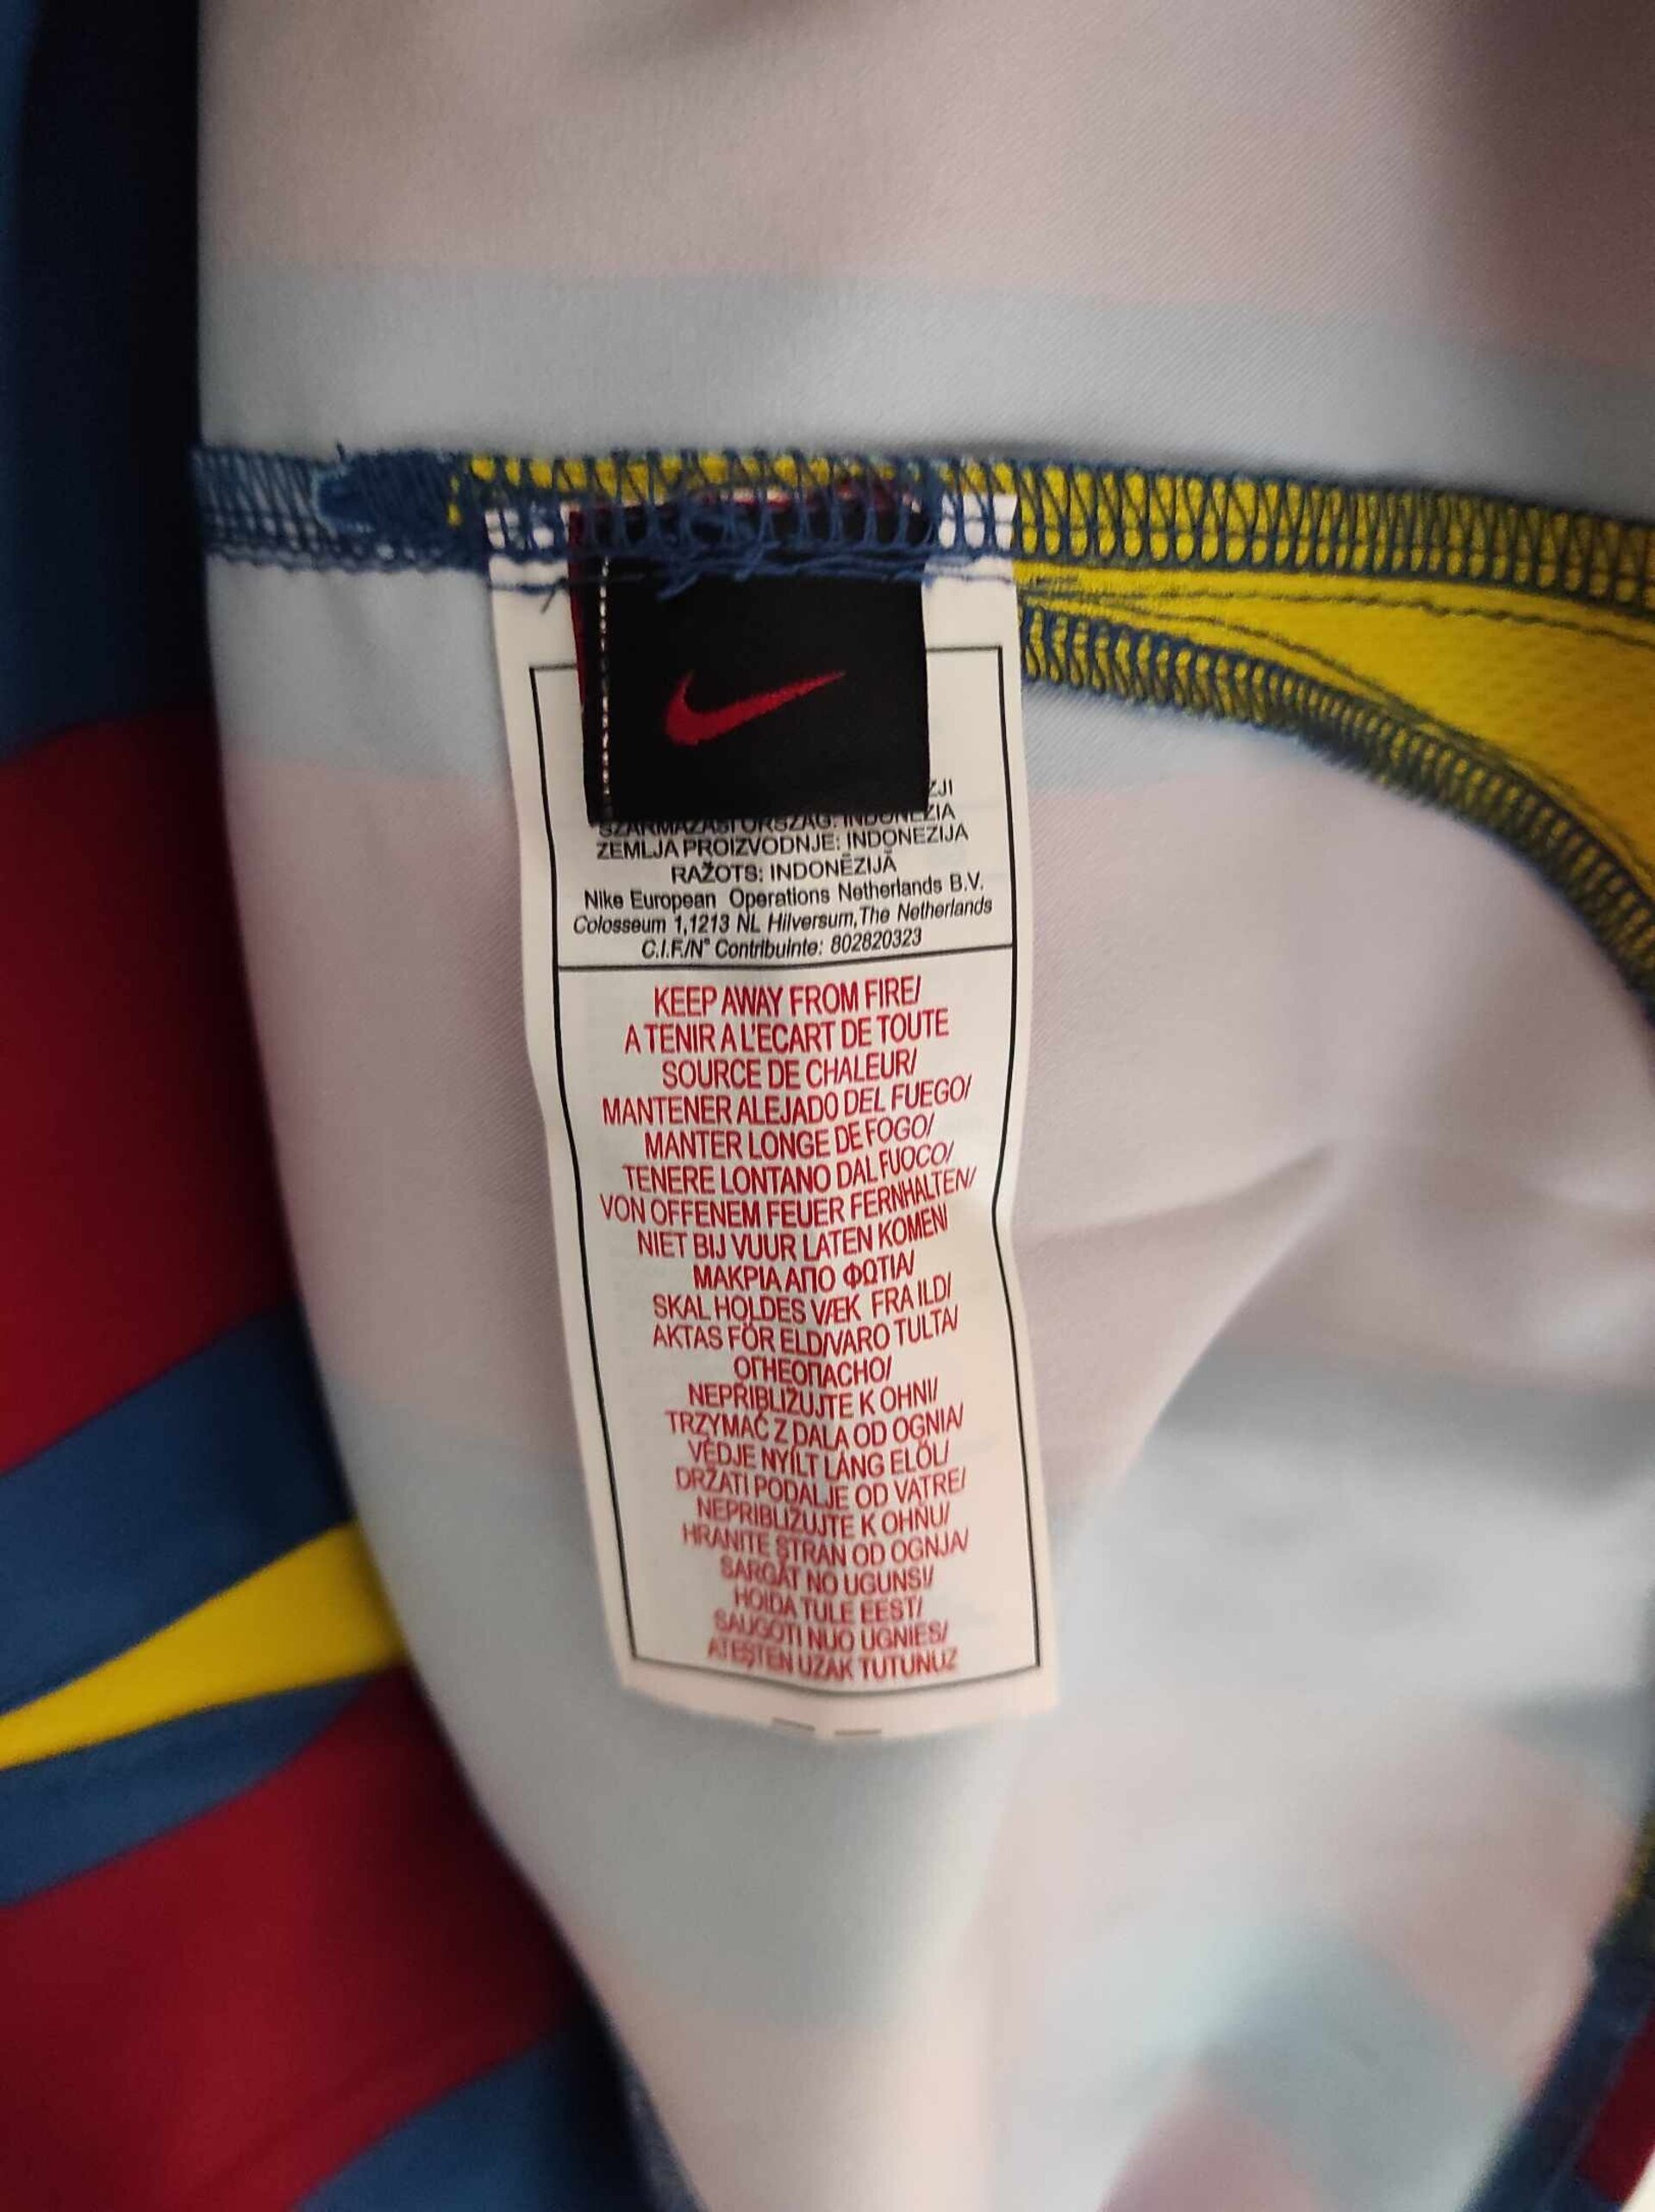 ZJI
SZÁRMAZÁSI ORSZÁG: INDONÉZIA
ZEMLJA PROIZVODNJE: INDONEZIJA
RAŽOTS: INDONĒZIJĀ
Nike European Operations Netherlands B.V.
Colosseum 1,1213 NL Hilversum,The Netherlands
C.I.F./N° Contribuinte: 802820323
KEEP AWAY FROM FIRE/
A TENIR A L'ECART DE TOUTE
SOURCE DE CHALEUR/
MANTENER ALEJADO DEL FUEGO/
MANTER LONGE DE FOGO/
TENERE LONTANO DAL FUOCO/
VON OFFENEM FEUER FERNHALTEN/
NIET BIJ VUUR LATEN KOMEN/
ΜΑΚΡΙΑ ΑΠΟ ΦΩΤΙΑ/
SKAL HOLDES VÆK FRA ILD/
AKTAS FÖR ELD/VARO TULTA/
ОГНЕОПАСНО/
NEPŘIBLIŽUJTE K OHNI/
TRZYMAĆ Z DALA OD OGNIA/
VÉDJE NYÍLT LÁNG ELŐL/
DRŽATI PODALJE OD VATRE/
NEPRIBLIŽUJTE K OHŇU/
HRANITE STRAN OD OGNJA/
SARGĀT NO UGUNS/
HOIDA TULE EEST/
SAUGOTI NUO UGNIES/
ATEŞTEN UZAK TUTUNUZ